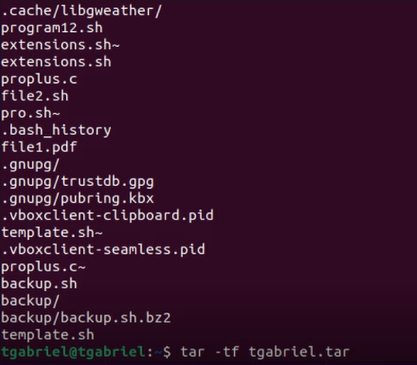 .cache/libgweather/
program12.sh
extensions.sh~
extensions.sh
proplus.c
file2.sh
pro.sh~
.bash_history
file1.pdf
.gnupg/
.gnupg/trustdb.gpg
.gnupg/pubring.kbx
.vboxclient-clipboard.pid
template.sh~
.vboxclient-seamless.pid
proplus.c~
backup.sh
backup/
backup/backup.sh.bz2
template.sh
tgabriel@tgabriel:~$ tar -tf tgabriel.tar